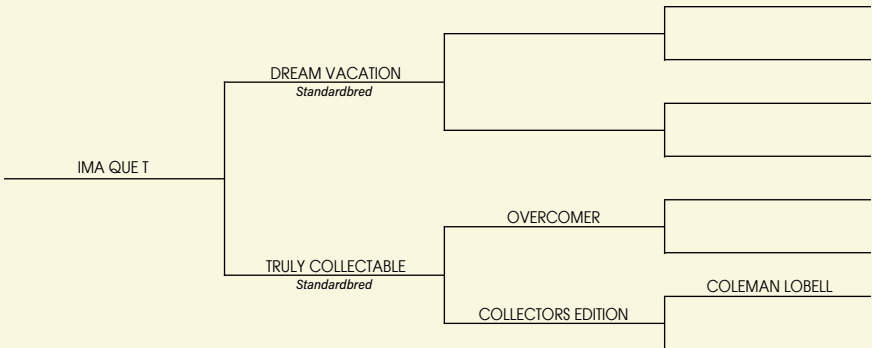 DREAM VACATION
Standardbred
IMA QUE T
OVERCOMER
TRULY COLLECTABLE
Standardbred
COLEMAN LOBELL
COLLECTORS EDITION